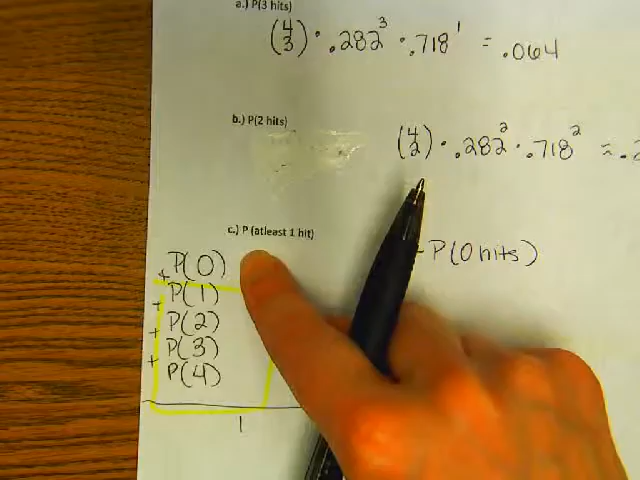 a.) P(3 hits)
(4 3) · .282³ · .718¹ = .064
b.) P(2 hits)
(4 2) · .282² · .718² ≈ .2
c.) P (atleast 1 hit)
- P(0 hits)
P(0)
+ P(1)
+ P(2)
+ P(3)
+ P(4)
1